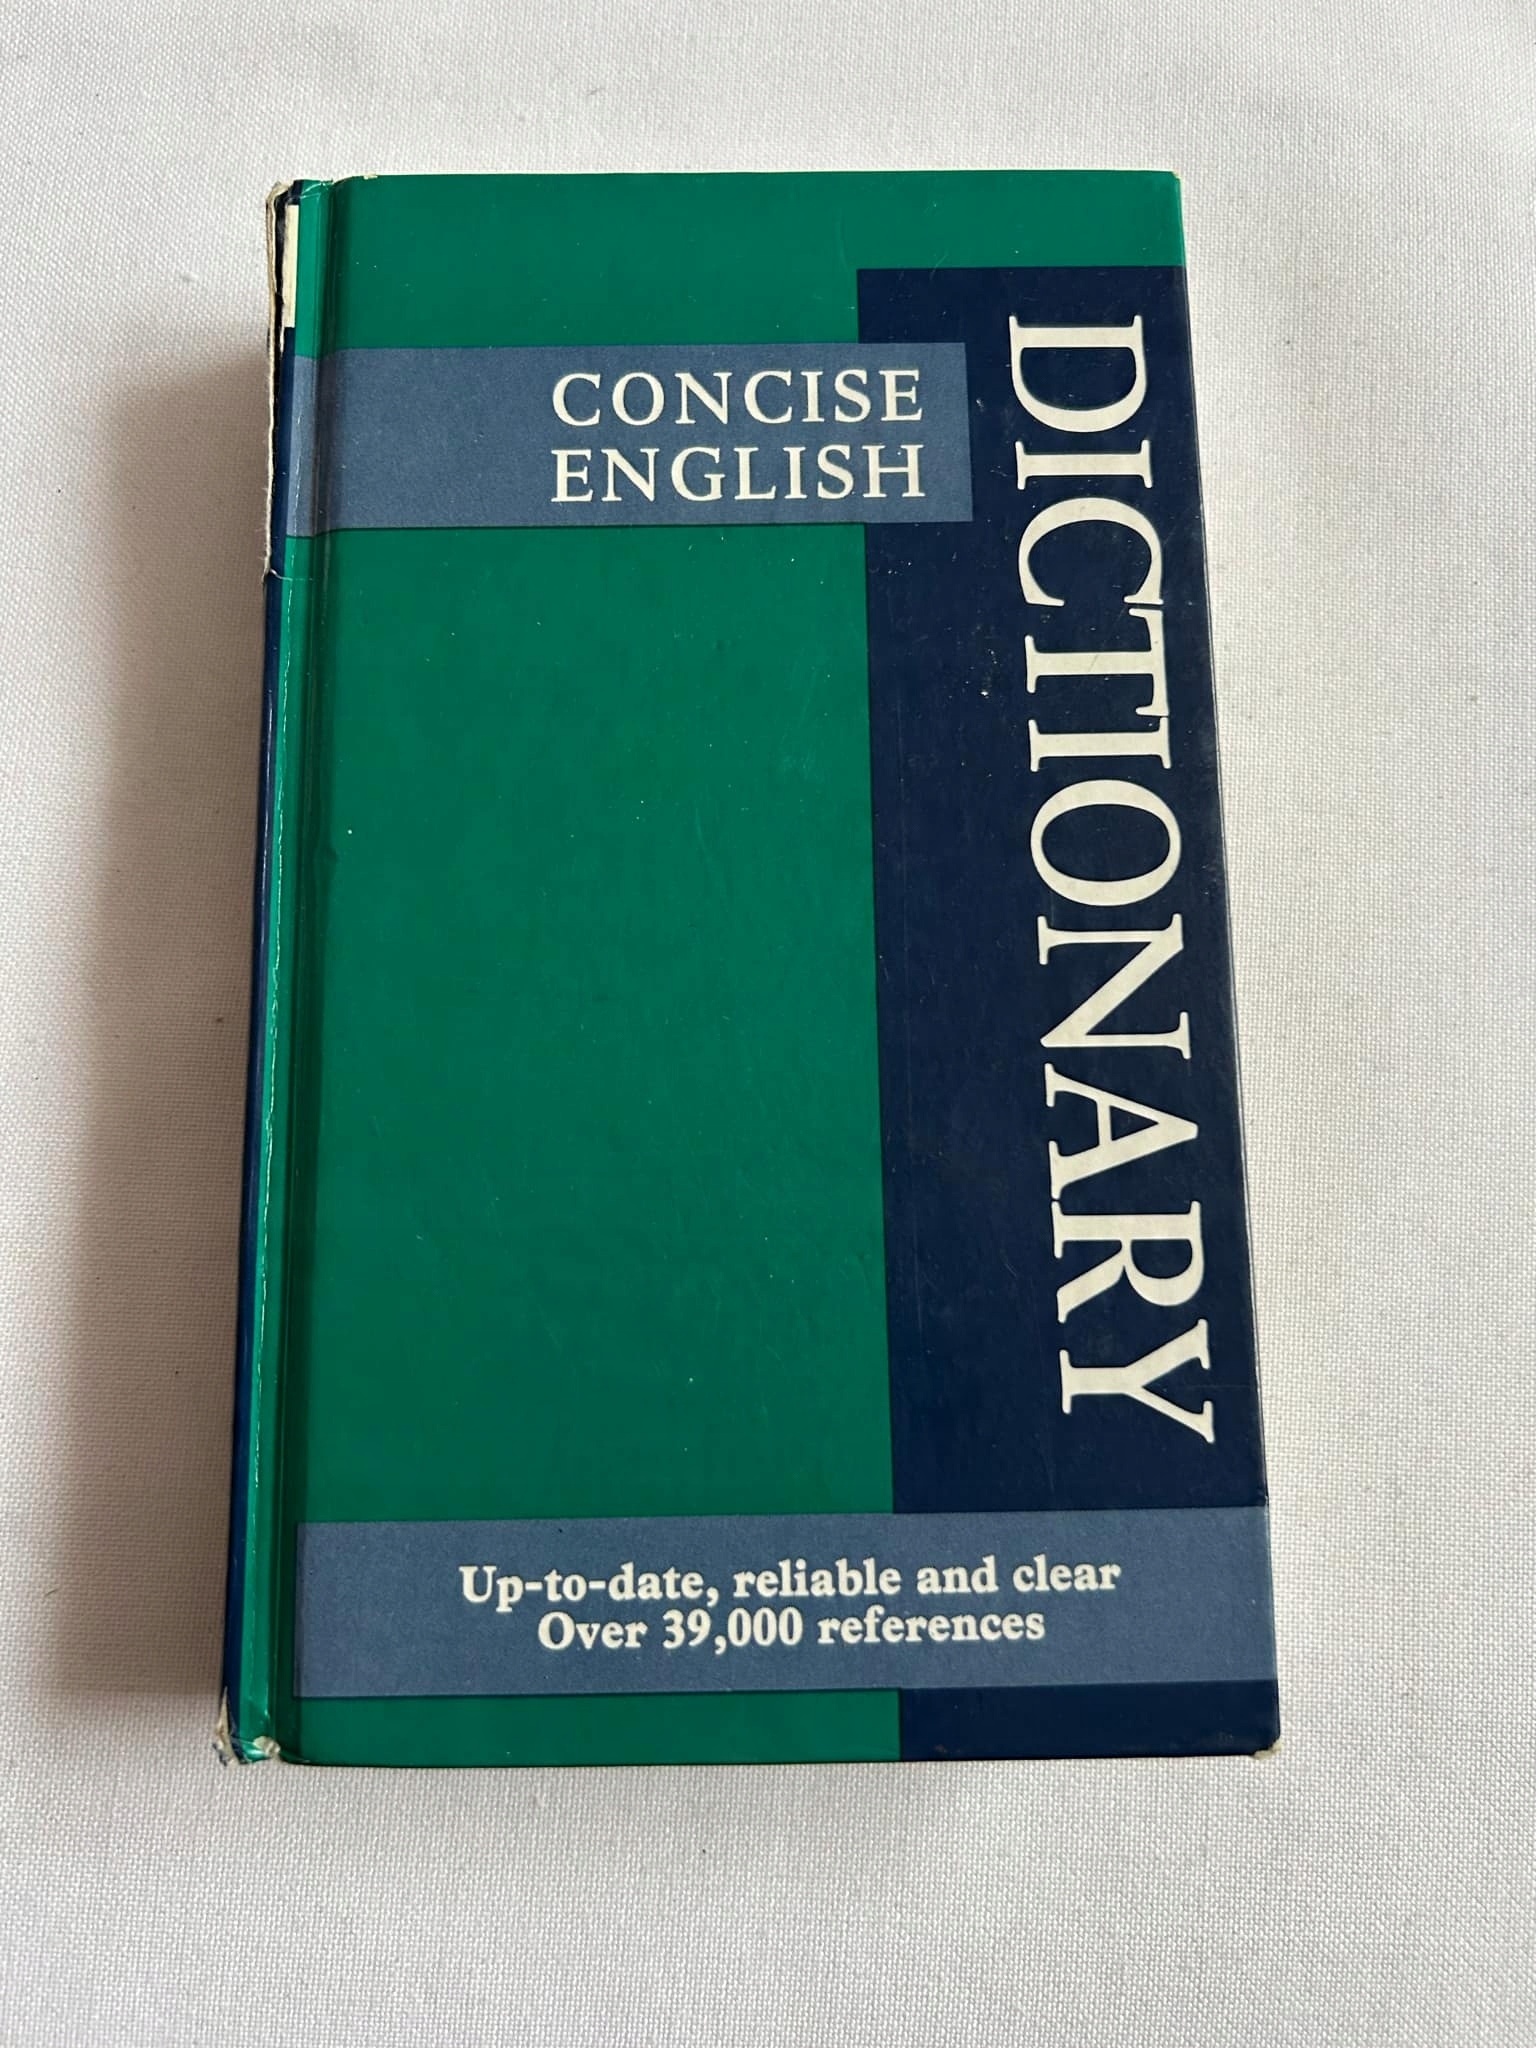 CONCISE
ENGLISH
DICTIONARY
Up-to-date, reliable and clear
Over 39,000 references